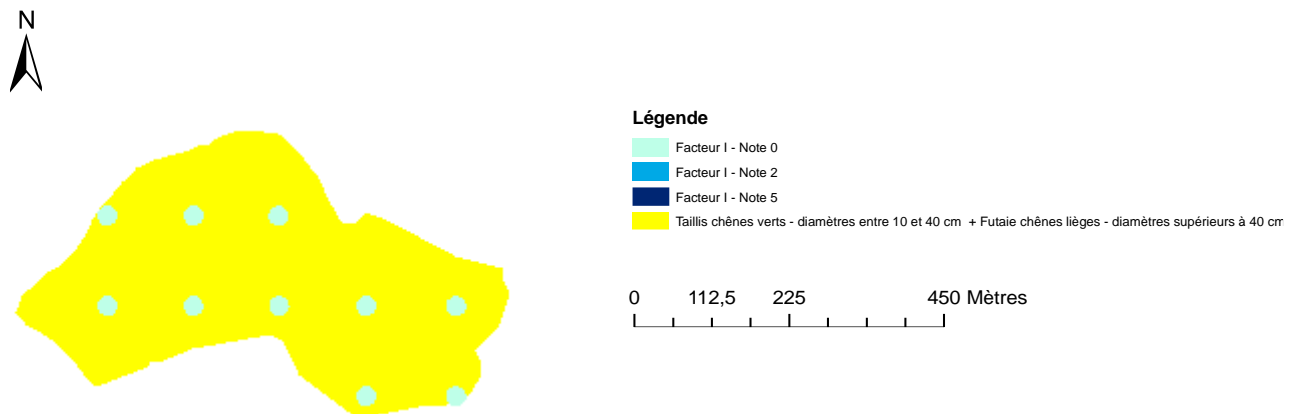 N
Légende
Facteur I - Note 0
Facteur I - Note 2
Facteur I - Note 5
Taillis chênes verts - diamètres entre 10 et 40 cm + Futaie chênes lièges - diamètres supérieurs à 40 cm
0 112,5 225 450 Mètres